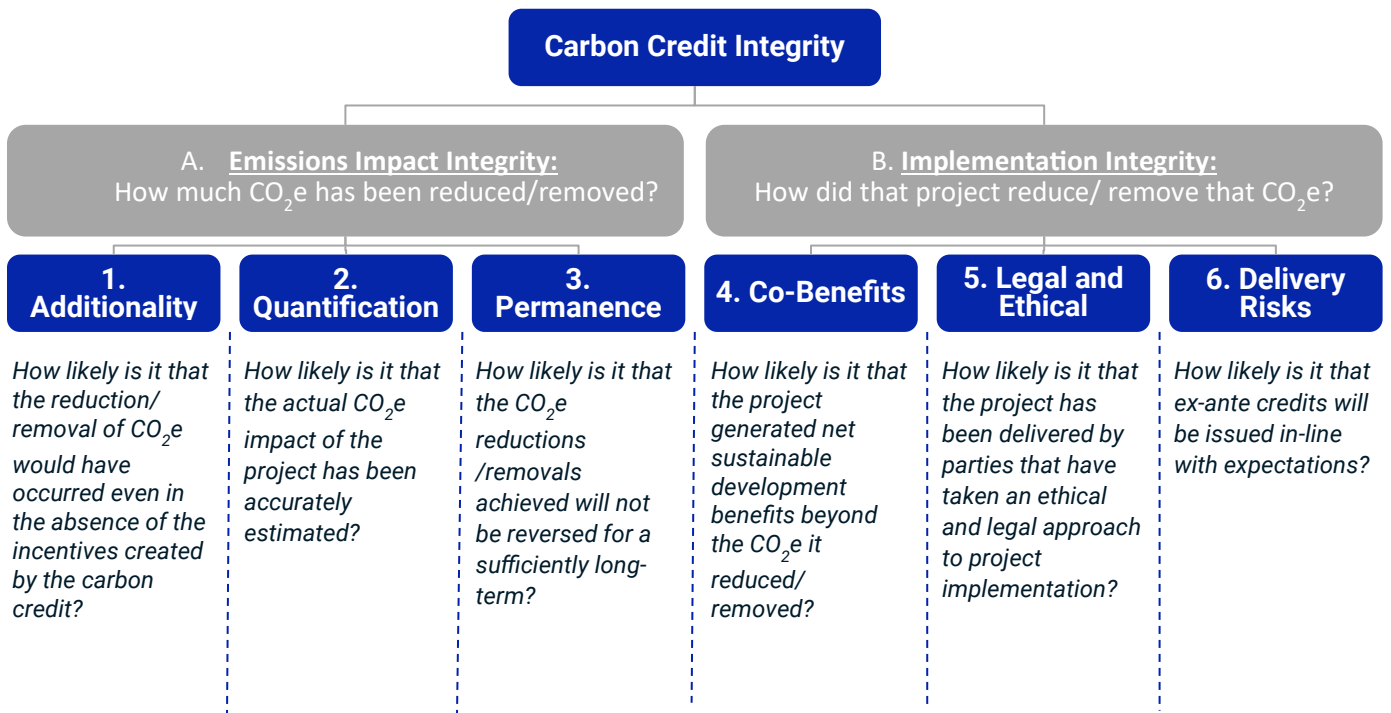 Carbon Credit Integrity
A. Emissions Impact Integrity:
How much CO₂e has been reduced/removed?
B. Implementation Integrity:
How did that project reduce/ remove that CO₂e?
1.
Additionality
2.
Quantification
3.
Permanence
4. Co-Benefits
5. Legal and
Ethical
6. Delivery
Risks
How likely is it that
the reduction/
removal of CO₂e
would have
occurred even in
the absence of the
incentives created
by the carbon
credit?
How likely is it that
the actual CO₂e
impact of the
project has been
accurately
estimated?
How likely is it that
the CO₂e
reductions
/removals
achieved will not
be reversed for a
sufficiently long-
term?
How likely is it that
the project
generated net
sustainable
development
benefits beyond
the CO₂e it
reduced/
removed?
How likely is it that
the project has
been delivered by
parties that have
taken an ethical
and legal approach
to project
implementation?
How likely is it that
ex-ante credits will
be issued in-line
with expectations?